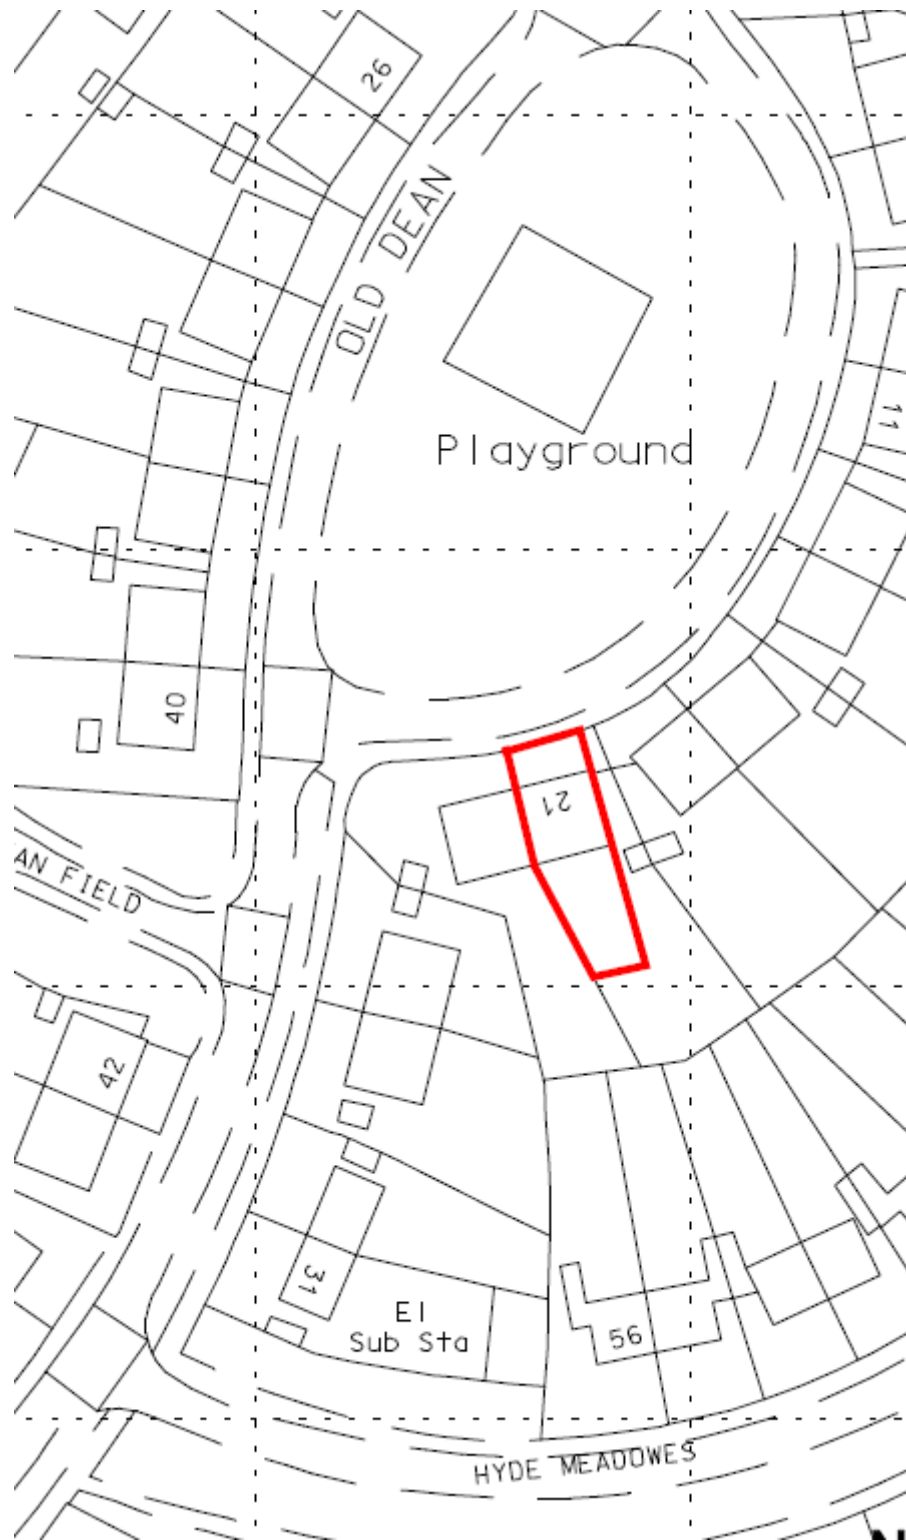 26
OLD DEAN
11
Playground
40
21
AN FIELD
42
31
El
Sub Sta
56
HYDE MEADOWES